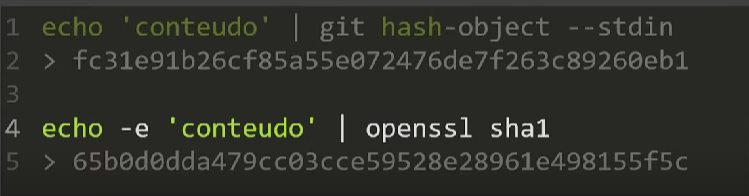 1 echo 'conteudo' | git hash-object --stdin
2 > fc31e91b26cf85a55e072476de7f263c89260eb1
3
4 echo -e 'conteudo' | openssl sha1
5 > 65b0d0dda479cc03cce59528e28961e498155f5c